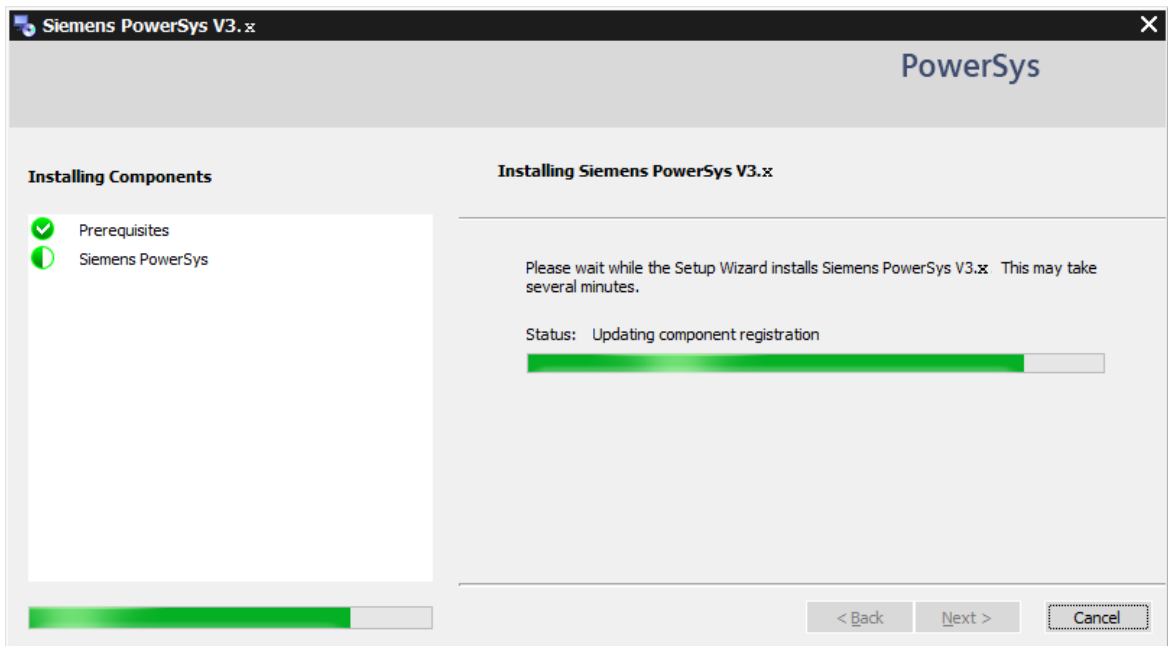 Siemens PowerSys V3.x
PowerSys
Installing Components
Prerequisites
Siemens PowerSys
Installing Siemens PowerSys V3.x
Please wait while the Setup Wizard installs Siemens PowerSys V3.x This may take
several minutes.
Status: Updating component registration
< Back Next > Cancel